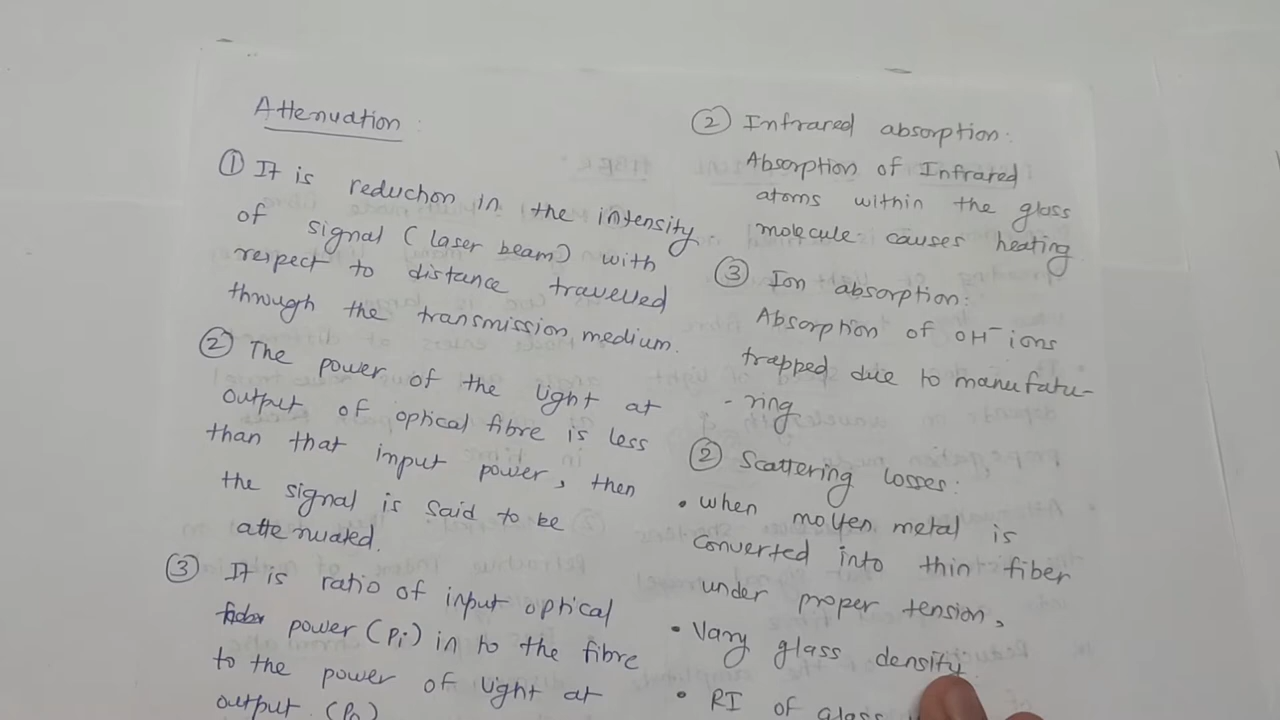 Attenuation :
① It is reduction in the intensity
of signal (laser beam) with
respect to distance travelled
through the transmission medium.
② The power of the light at
output of optical fibre is less
than that input power, then
the signal is said to be
attenuated.
③ It is ratio of input optical
power (Pi) in to the fibre
to the power of light at
output (Po)
② Infrared absorption:
Absorption of Infrared
atoms within the glass
molecule causes heating
③ Ion absorption:
Absorption of OH⁻ ions
trapped due to manufatu-
-ring
② Scattering losses:
• When molten metal is
converted into thin fiber
under proper tension,
• Vary glass density
• RI of glass